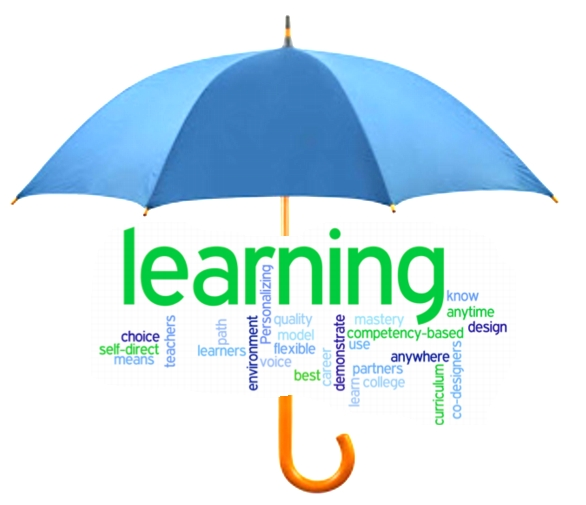 learning
know
Personalizing
anytime
teachers
path
environment
quality
demonstrate
mastery
design
choice
model
competency-based
self-direct
learners
flexible
use
anywhere
means
voice
career
co-designers
best
partners
curriculum
learn
college